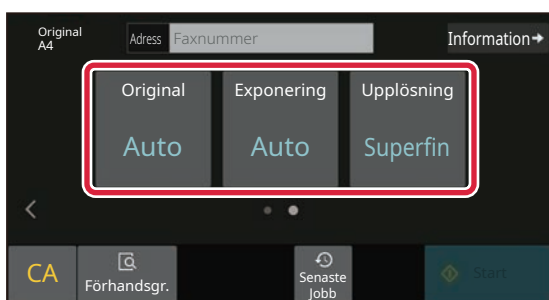 Original
A4
Adress Faxnummer
Information
Original Exponering Upplösning
Auto Auto Superfin
CA
Förhandsgr.
Senaste
Jobb
Start